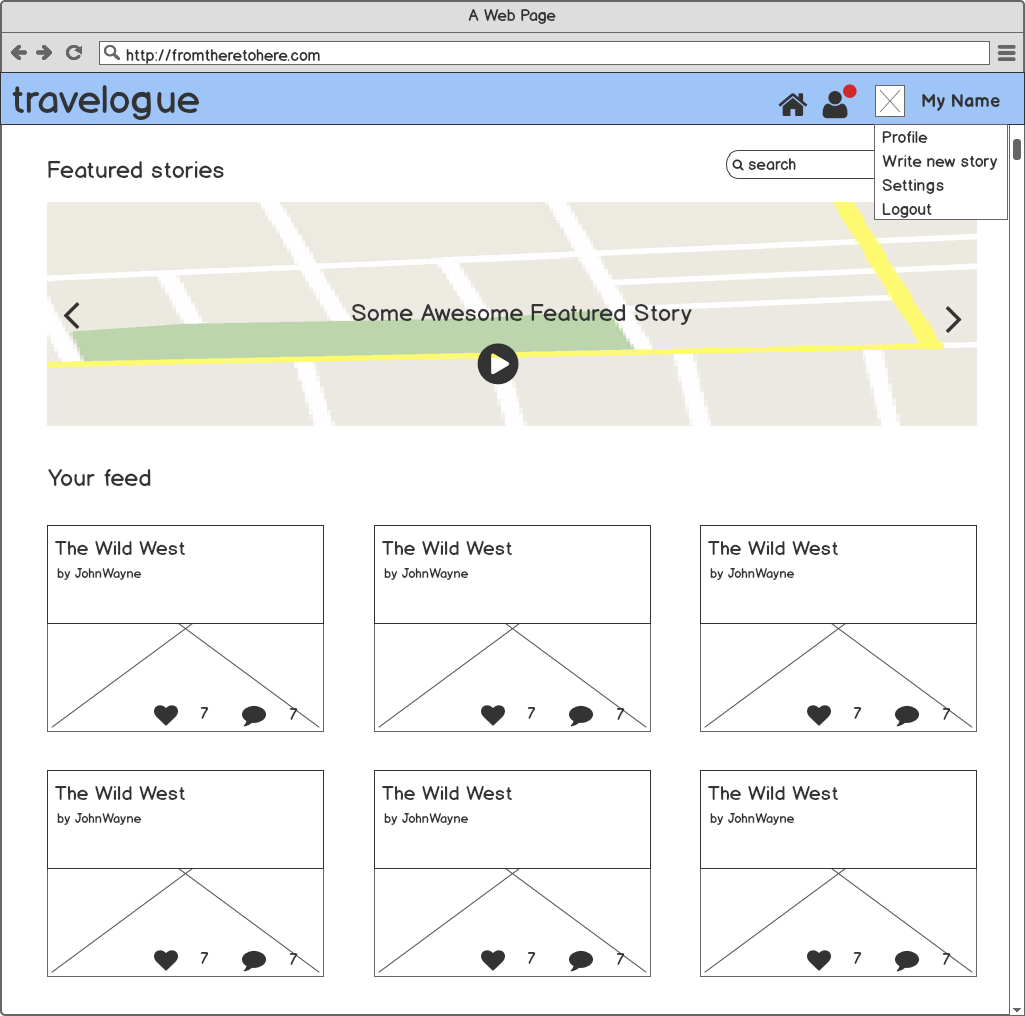 A Web Page
http://fromtheretohere.com
travelogue
My Name
Profile
Write new story
Settings
Logout
Featured stories
search
Some Awesome Featured Story
Your feed
The Wild West
by JohnWayne
7
7
The Wild West
by JohnWayne
7
7
The Wild West
by JohnWayne
7
7
The Wild West
by JohnWayne
7
7
The Wild West
by JohnWayne
7
7
The Wild West
by JohnWayne
7
7